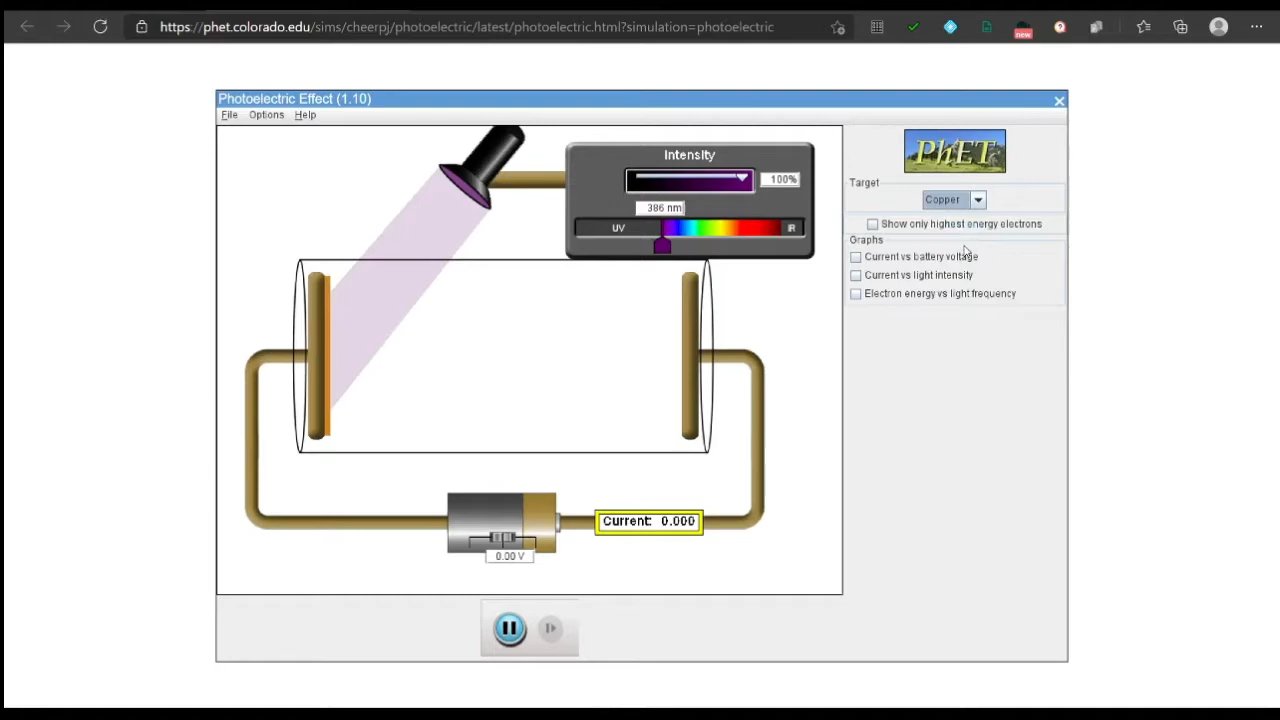 https://phet.colorado.edu/sims/cheerpj/photoelectric/latest/photoelectric.html?simulation=photoelectric
new
Photoelectric Effect (1.10)
File Options Help
Intensity
100%
386 nm
UV
IR
PhET
Target
Copper
Show only highest energy electrons
Graphs
Current vs battery voltage
Current vs light intensity
Electron energy vs light frequency
Current: 0.000
0.00 V